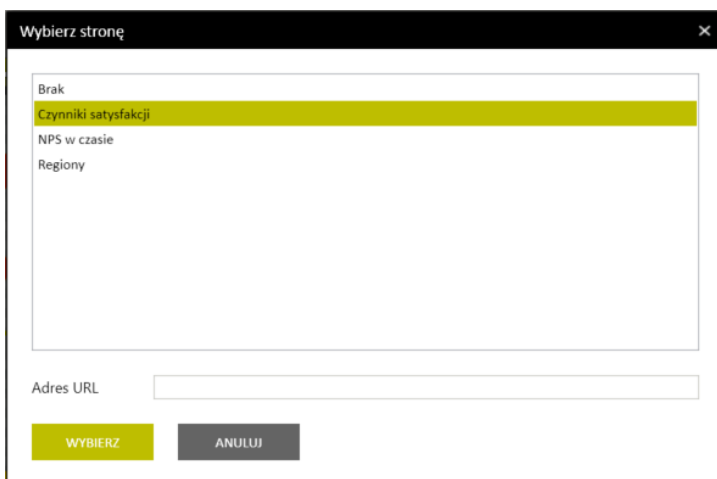 Wybierz stronę
Brak
Czynniki satysfakcji
NPS w czasie
Regiony
Adres URL
WYBIERZ
ANULUJ